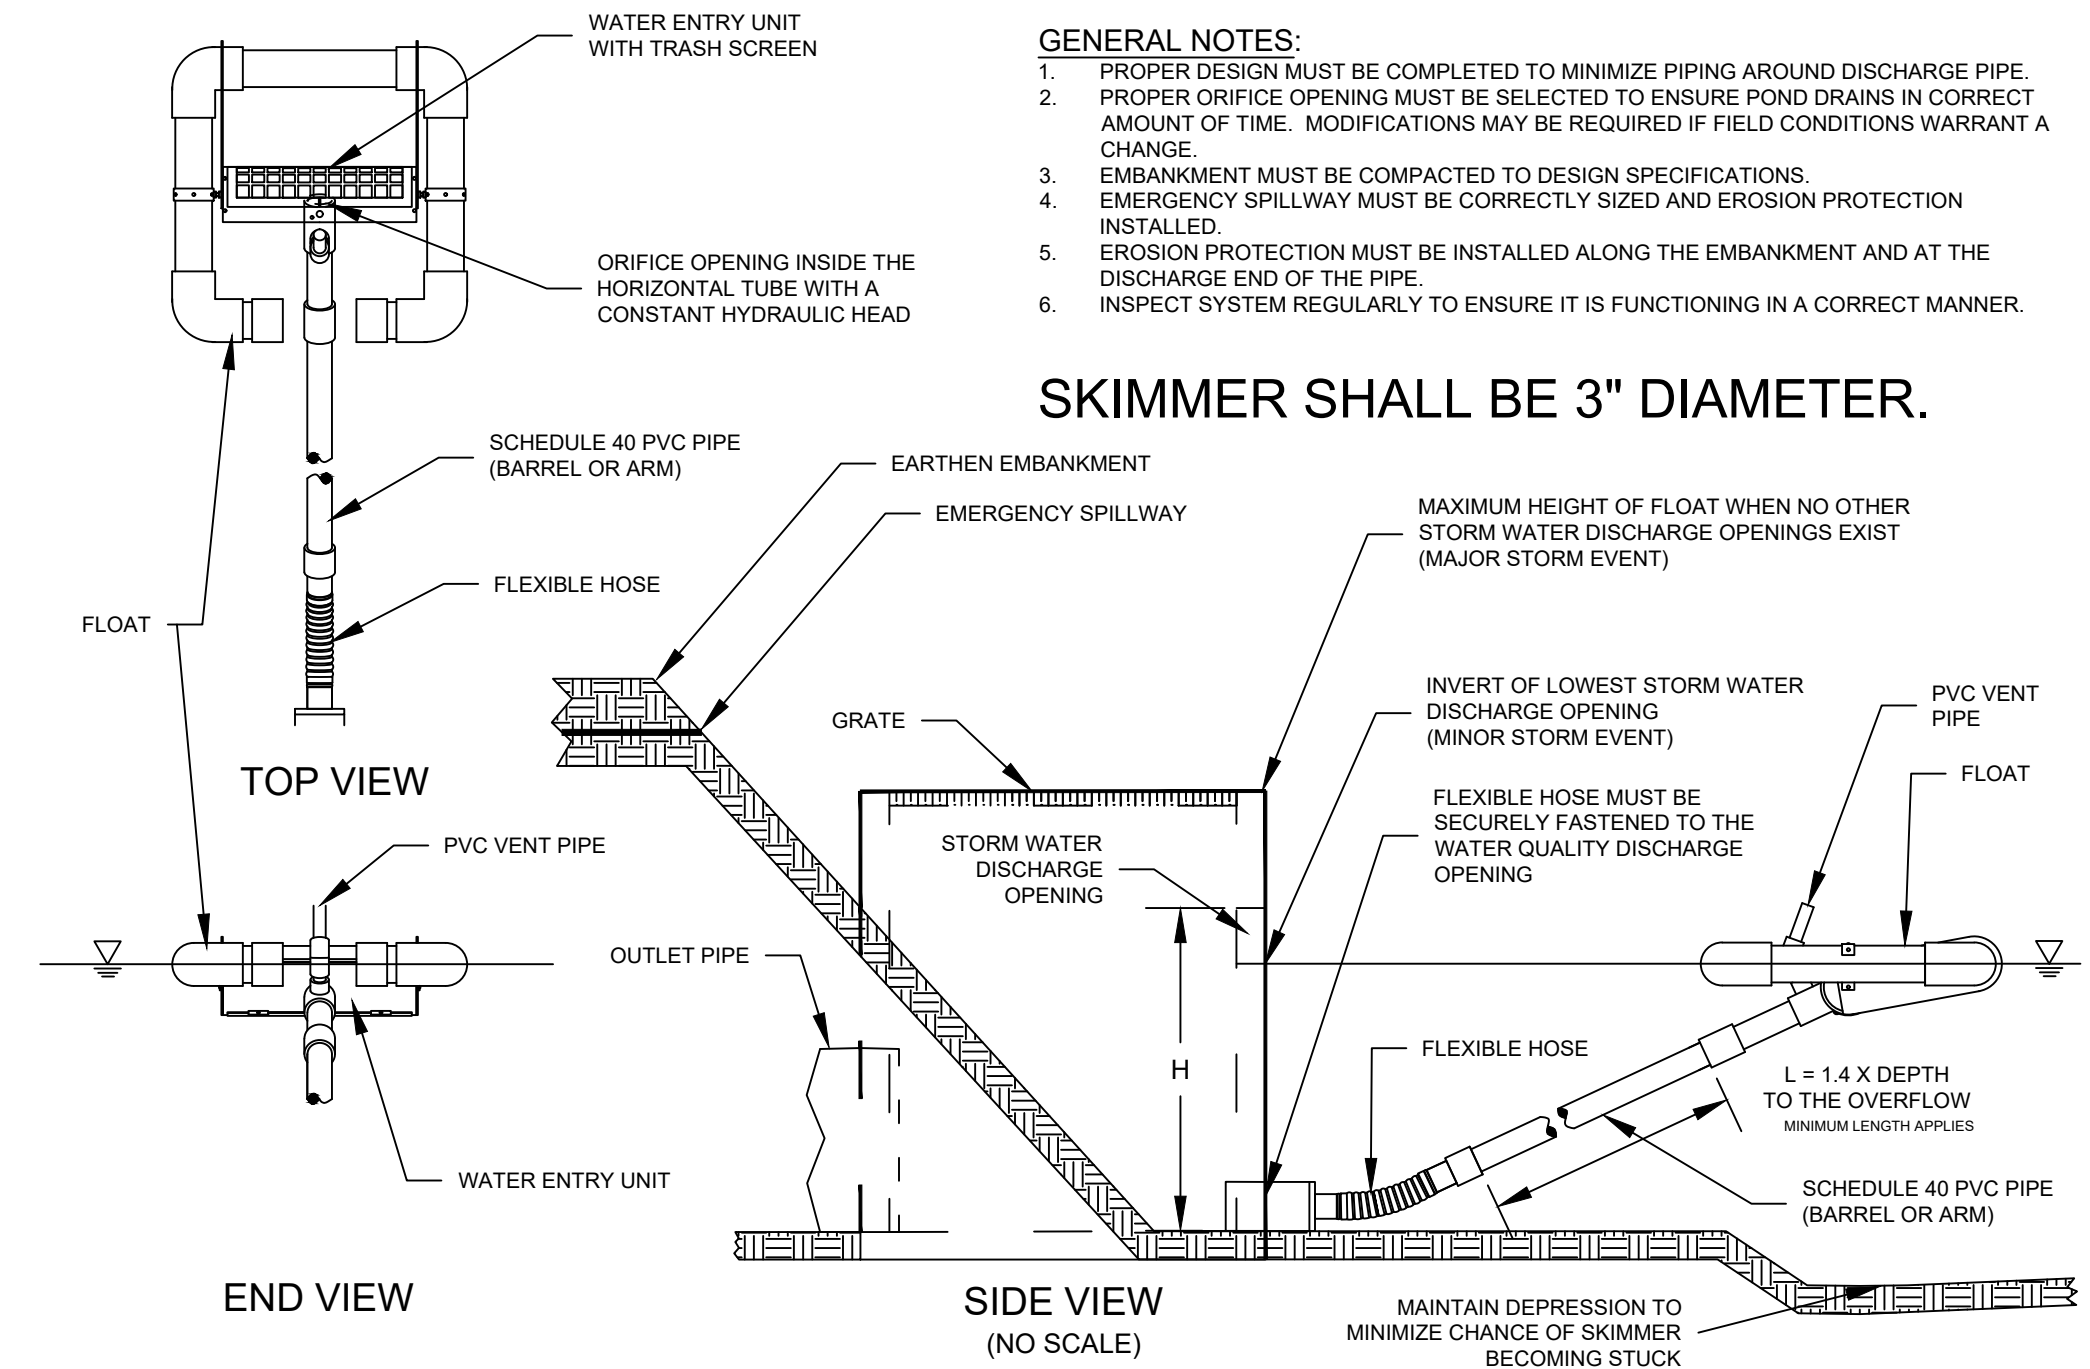 WATER ENTRY UNIT
WITH TRASH SCREEN
ORIFICE OPENING INSIDE THE
HORIZONTAL TUBE WITH A
CONSTANT HYDRAULIC HEAD
SCHEDULE 40 PVC PIPE
(BARREL OR ARM)
FLEXIBLE HOSE
FLOAT
TOP VIEW
PVC VENT PIPE
WATER ENTRY UNIT
END VIEW
GENERAL NOTES:
1. PROPER DESIGN MUST BE COMPLETED TO MINIMIZE PIPING AROUND DISCHARGE PIPE.
2. PROPER ORIFICE OPENING MUST BE SELECTED TO ENSURE POND DRAINS IN CORRECT
AMOUNT OF TIME. MODIFICATIONS MAY BE REQUIRED IF FIELD CONDITIONS WARRANT A
CHANGE.
3. EMBANKMENT MUST BE COMPACTED TO DESIGN SPECIFICATIONS.
4. EMERGENCY SPILLWAY MUST BE CORRECTLY SIZED AND EROSION PROTECTION
INSTALLED.
5. EROSION PROTECTION MUST BE INSTALLED ALONG THE EMBANKMENT AND AT THE
DISCHARGE END OF THE PIPE.
6. INSPECT SYSTEM REGULARLY TO ENSURE IT IS FUNCTIONING IN A CORRECT MANNER.
SKIMMER SHALL BE 3" DIAMETER.
EARTHEN EMBANKMENT
EMERGENCY SPILLWAY
MAXIMUM HEIGHT OF FLOAT WHEN NO OTHER
STORM WATER DISCHARGE OPENINGS EXIST
(MAJOR STORM EVENT)
GRATE
INVERT OF LOWEST STORM WATER
DISCHARGE OPENING
(MINOR STORM EVENT)
PVC VENT
PIPE
FLOAT
FLEXIBLE HOSE MUST BE
SECURELY FASTENED TO THE
WATER QUALITY DISCHARGE
OPENING
STORM WATER
DISCHARGE
OPENING
OUTLET PIPE
H
FLEXIBLE HOSE
L = 1.4 X DEPTH
TO THE OVERFLOW
MINIMUM LENGTH APPLIES
SCHEDULE 40 PVC PIPE
(BARREL OR ARM)
SIDE VIEW
(NO SCALE)
MAINTAIN DEPRESSION TO
MINIMIZE CHANCE OF SKIMMER
BECOMING STUCK